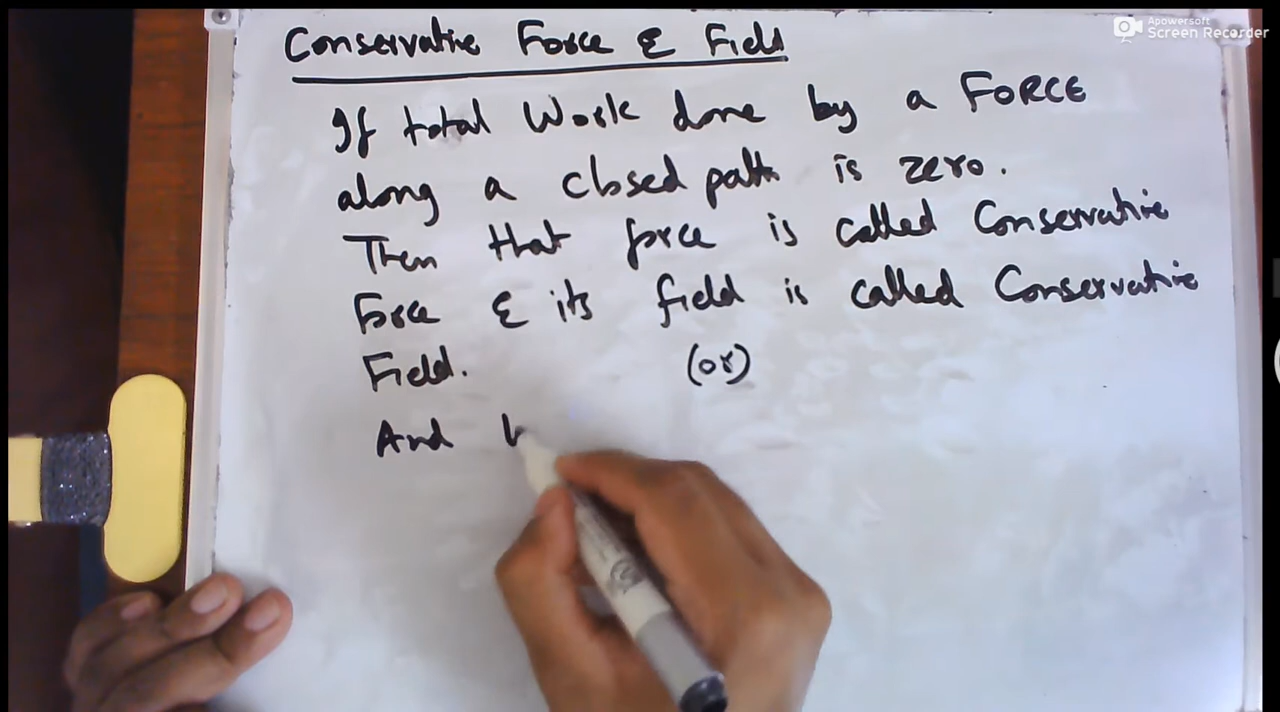 Apowersoft
Screen Recorder
Conservative Force & Field
If total Work done by a FORCE
along a closed path is zero.
Then that force is called Conservative
Force & its field is called Conservative
Field. (or)
And